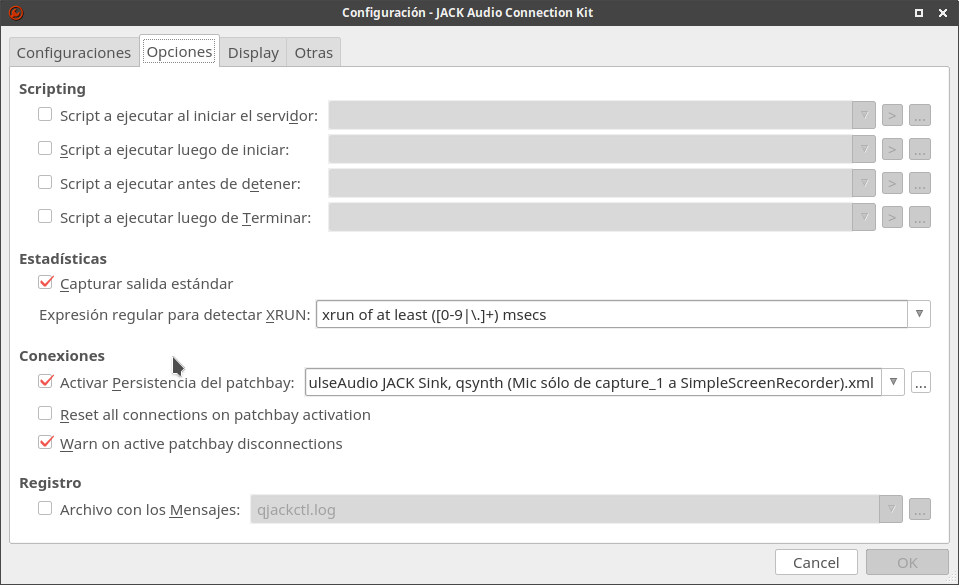 Configuración - JACK Audio Connection Kit
Configuraciones Opciones Display Otras
Scripting
Script a ejecutar al iniciar el servidor: > ...
Script a ejecutar luego de iniciar: > ...
Script a ejecutar antes de detener: > ...
Script a ejecutar luego de Terminar: > ...
Estadísticas
Capturar salida estándar
Expresión regular para detectar XRUN: xrun of at least ([0-9|\.]+) msecs
Conexiones
Activar Persistencia del patchbay: ulseAudio JACK Sink, qsynth (Mic sólo de capture_1 a SimpleScreenRecorder).xml ...
Reset all connections on patchbay activation
Warn on active patchbay disconnections
Registro
Archivo con los Mensajes: qjackctl.log ...
Cancel OK